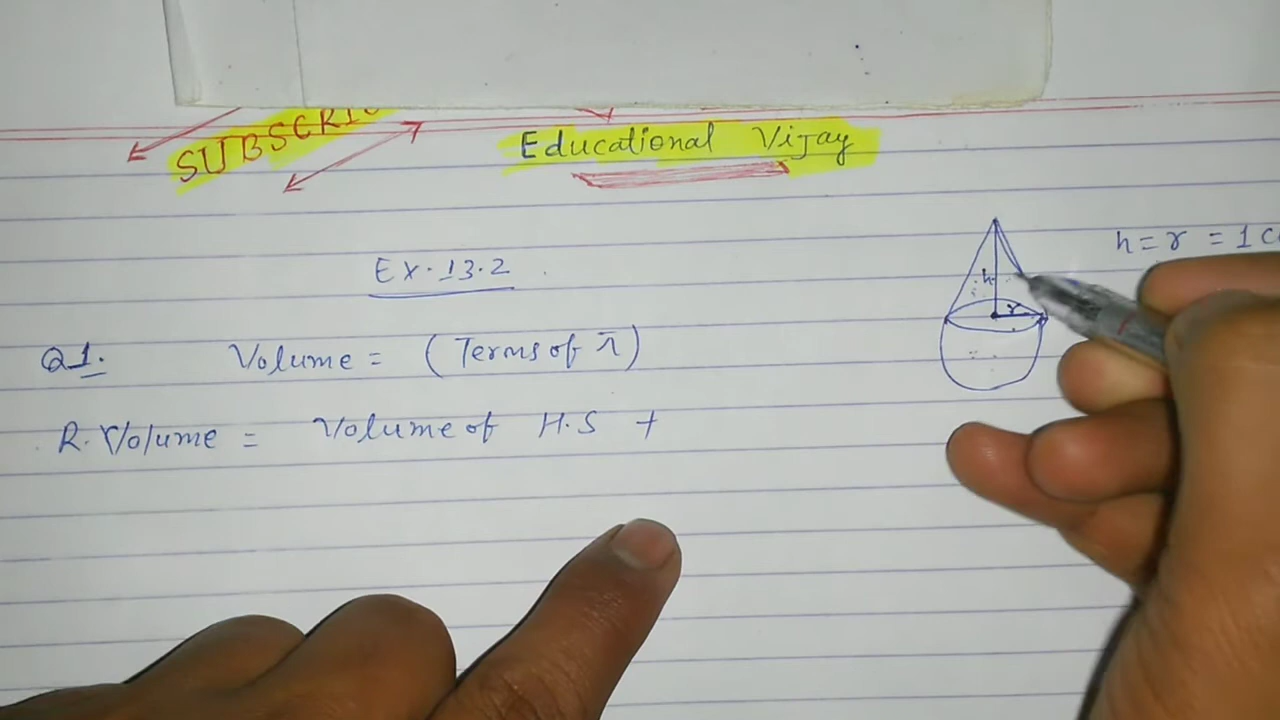 SUBSCRI
Educational Vijay
Ex. 13.2
h = r = 1 c
h
r
Q1. Volume = (Terms of π)
R. Volume = Volume of H.S +